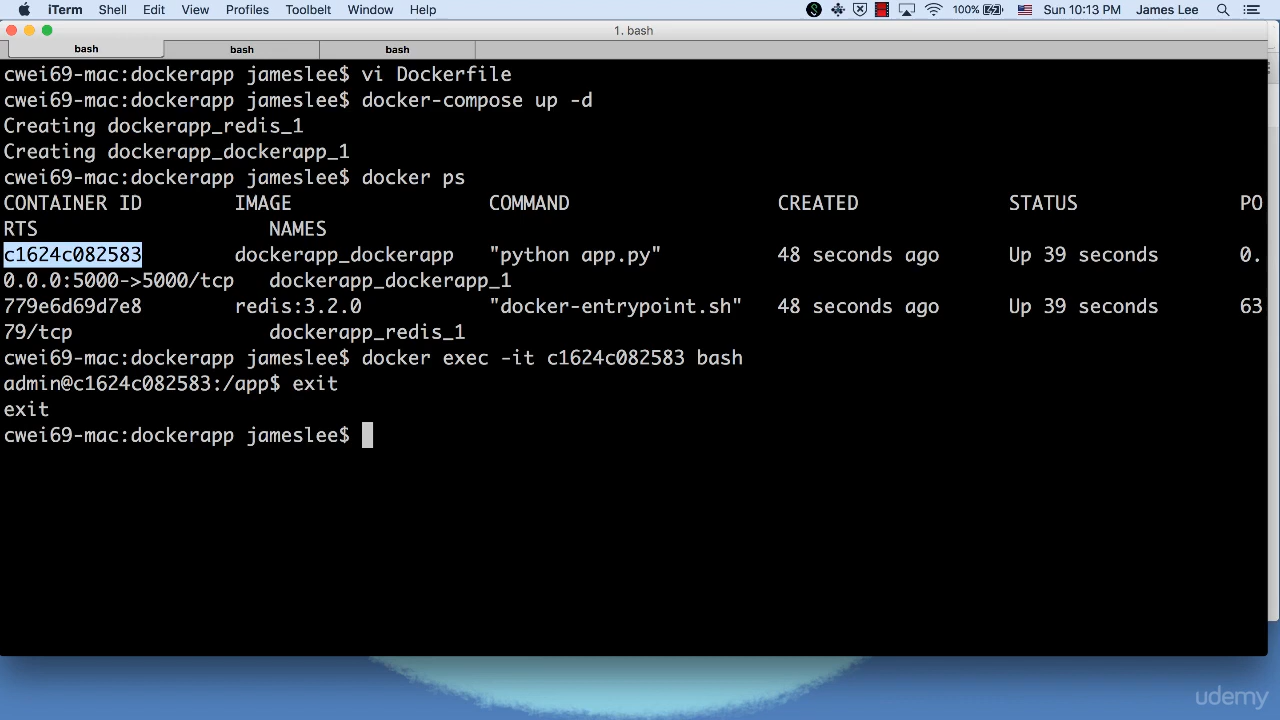 iTerm Shell Edit View Profiles Toolbelt Window Help 100% Sun 10:13 PM James Lee
1. bash
bash bash bash
cwei69-mac:dockerapp jameslee$ vi Dockerfile
cwei69-mac:dockerapp jameslee$ docker-compose up -d
Creating dockerapp_redis_1
Creating dockerapp_dockerapp_1
cwei69-mac:dockerapp jameslee$ docker ps
CONTAINER ID IMAGE COMMAND CREATED STATUS PO
RTS NAMES
c1624c082583 dockerapp_dockerapp "python app.py" 48 seconds ago Up 39 seconds 0.
0.0.0:5000->5000/tcp dockerapp_dockerapp_1
779e6d69d7e8 redis:3.2.0 "docker-entrypoint.sh" 48 seconds ago Up 39 seconds 63
79/tcp dockerapp_redis_1
cwei69-mac:dockerapp jameslee$ docker exec -it c1624c082583 bash
admin@c1624c082583:/app$ exit
exit
cwei69-mac:dockerapp jameslee$
udemy